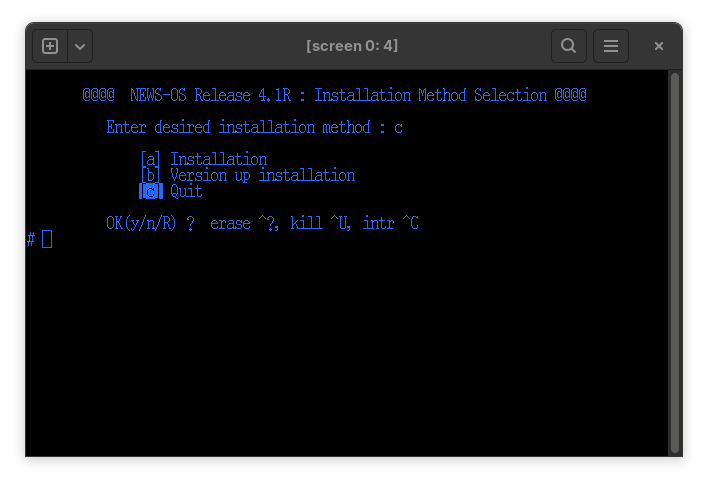 [screen 0: 4]
@@@@ NEWS-OS Release 4.1R : Installation Method Selection @@@@
Enter desired installation method : c
[a] Installation
[b] Version up installation
[c] Quit
OK(y/n/R) ? erase ^?, kill ^U, intr ^C
#